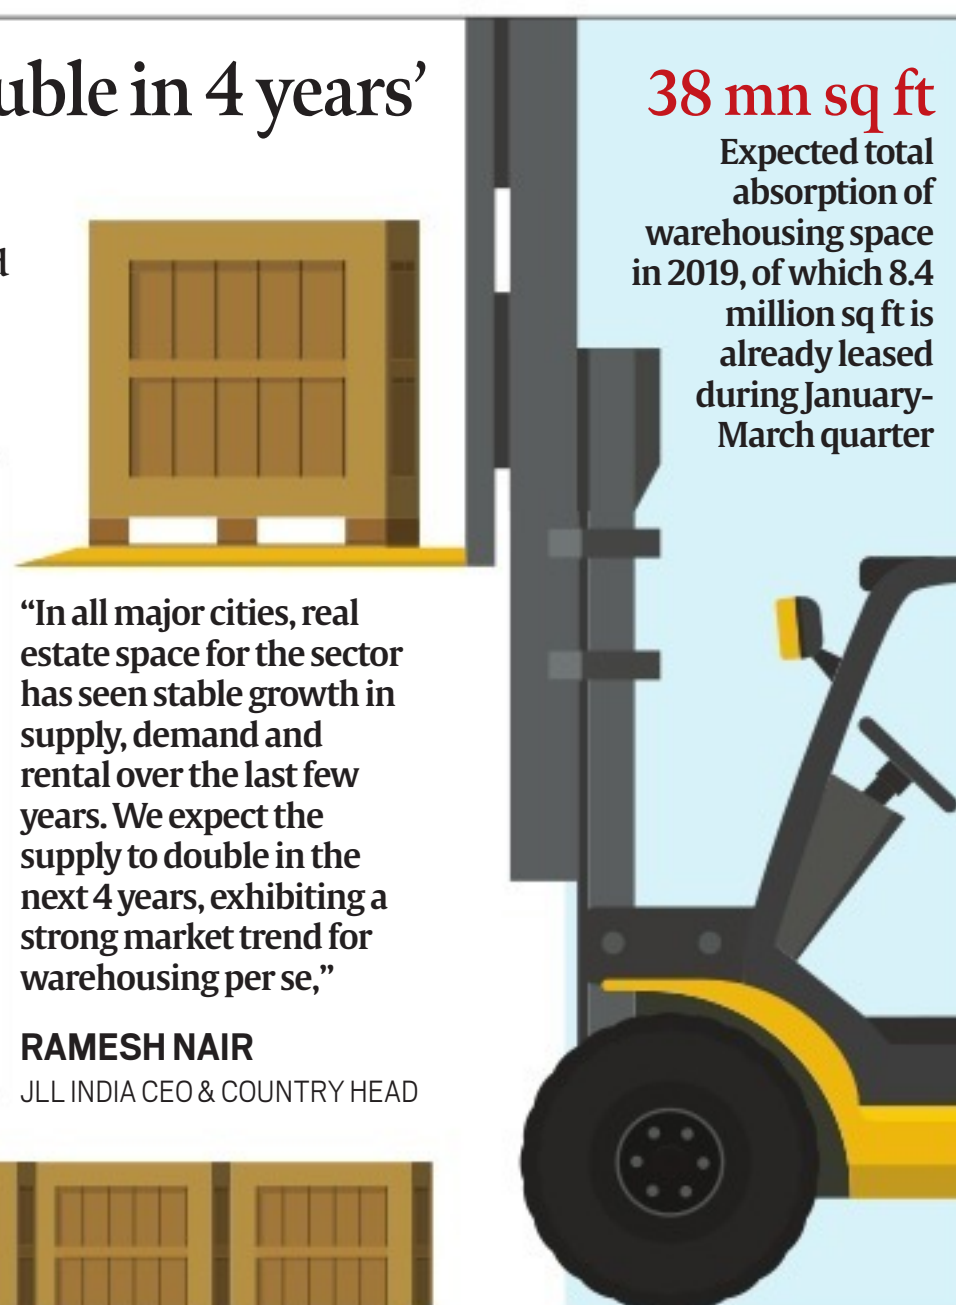 uble in 4 years’
38 mn sq ft
Expected total
absorption of
warehousing space
in 2019, of which 8.4
million sq ft is
already leased
during January-
March quarter
“In all major cities, real
estate space for the sector
has seen stable growth in
supply, demand and
rental over the last few
years. We expect the
supply to double in the
next 4 years, exhibiting a
strong market trend for
warehousing per se,”
RAMESH NAIR
JLL INDIA CEO & COUNTRY HEAD